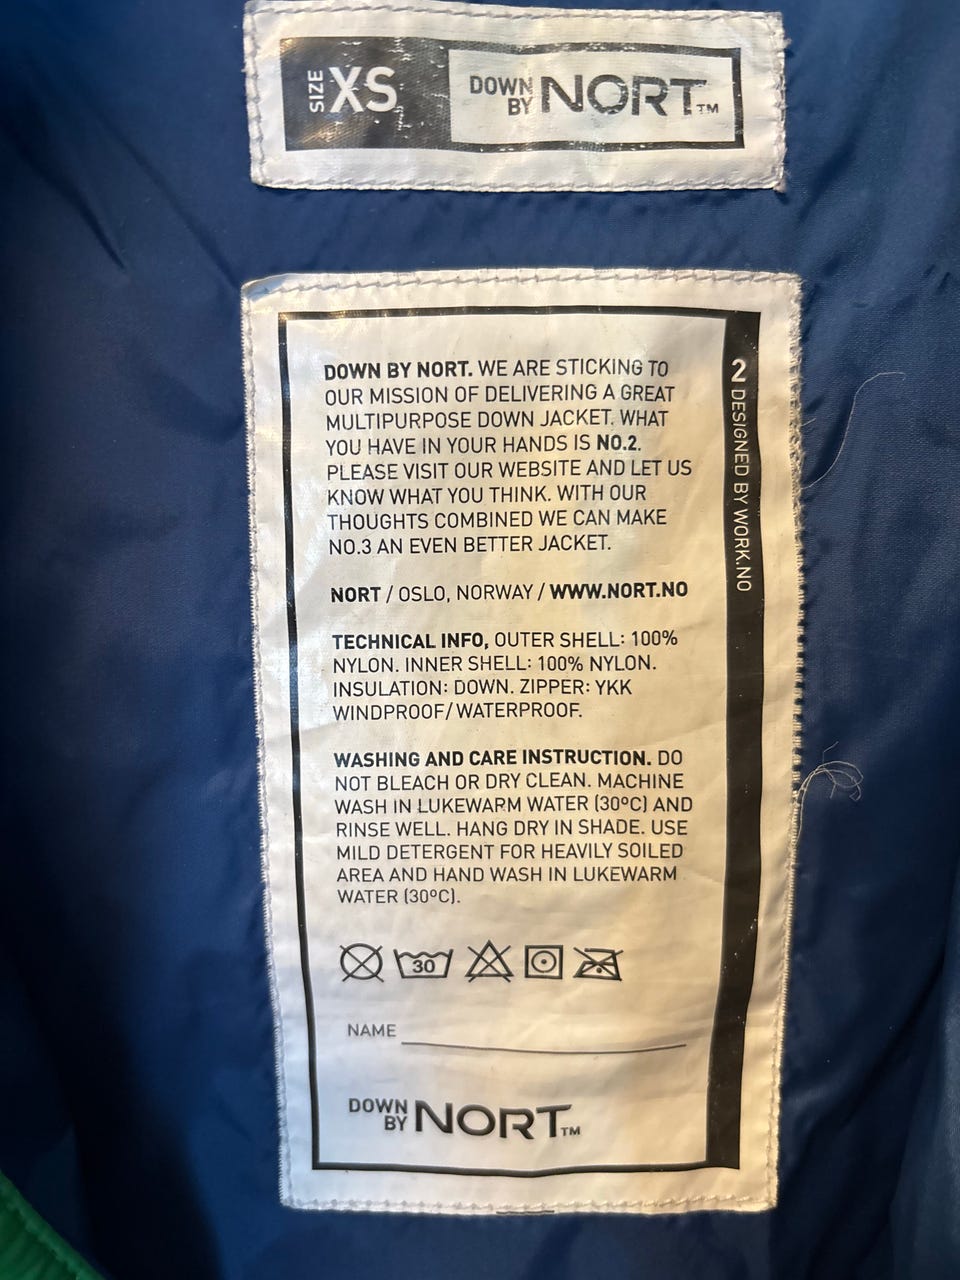 SIZE XS DOWN BY NORT™
DOWN BY NORT. WE ARE STICKING TO
OUR MISSION OF DELIVERING A GREAT
MULTIPURPOSE DOWN JACKET. WHAT
YOU HAVE IN YOUR HANDS IS NO.2.
PLEASE VISIT OUR WEBSITE AND LET US
KNOW WHAT YOU THINK. WITH OUR
THOUGHTS COMBINED WE CAN MAKE
NO.3 AN EVEN BETTER JACKET.
NORT / OSLO, NORWAY / WWW.NORT.NO
TECHNICAL INFO, OUTER SHELL: 100%
NYLON. INNER SHELL: 100% NYLON.
INSULATION: DOWN. ZIPPER: YKK
WINDPROOF/WATERPROOF.
WASHING AND CARE INSTRUCTION. DO
NOT BLEACH OR DRY CLEAN. MACHINE
WASH IN LUKEWARM WATER (30ºC) AND
RINSE WELL. HANG DRY IN SHADE. USE
MILD DETERGENT FOR HEAVILY SOILED
AREA AND HAND WASH IN LUKEWARM
WATER (30ºC).
30
NAME
DOWN BY NORT™
2 DESIGNED BY WORK.NO